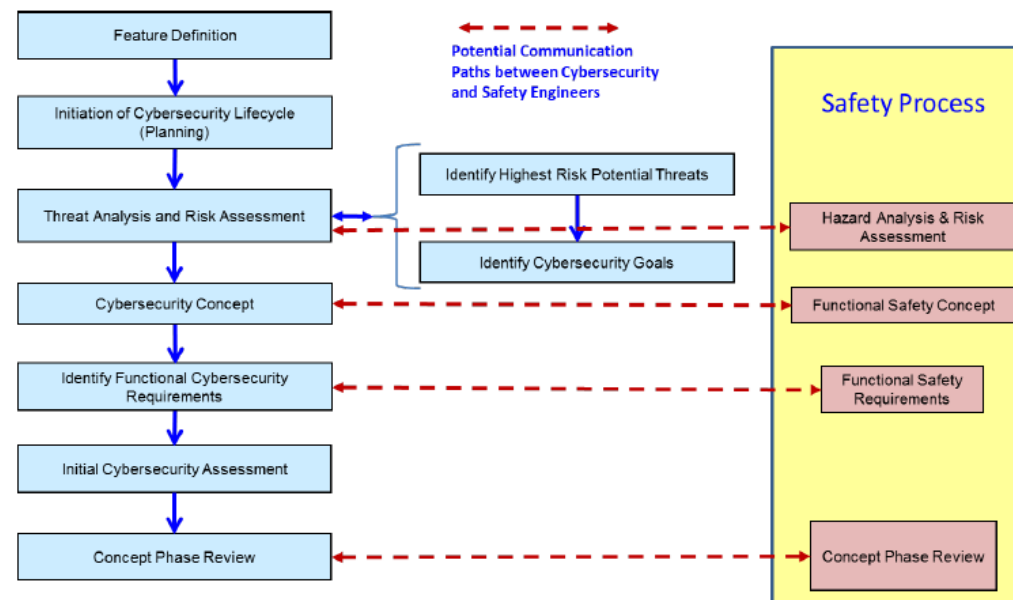 Feature Definition
Potential Communication
Paths between Cybersecurity
and Safety Engineers
Safety Process
Initiation of Cybersecurity Lifecycle
(Planning)
Identify Highest Risk Potential Threats
Threat Analysis and Risk Assessment
Hazard Analysis & Risk
Assessment
Identify Cybersecurity Goals
Cybersecurity Concept
Functional Safety Concept
Identify Functional Cybersecurity
Requirements
Functional Safety
Requirements
Initial Cybersecurity Assessment
Concept Phase Review
Concept Phase Review